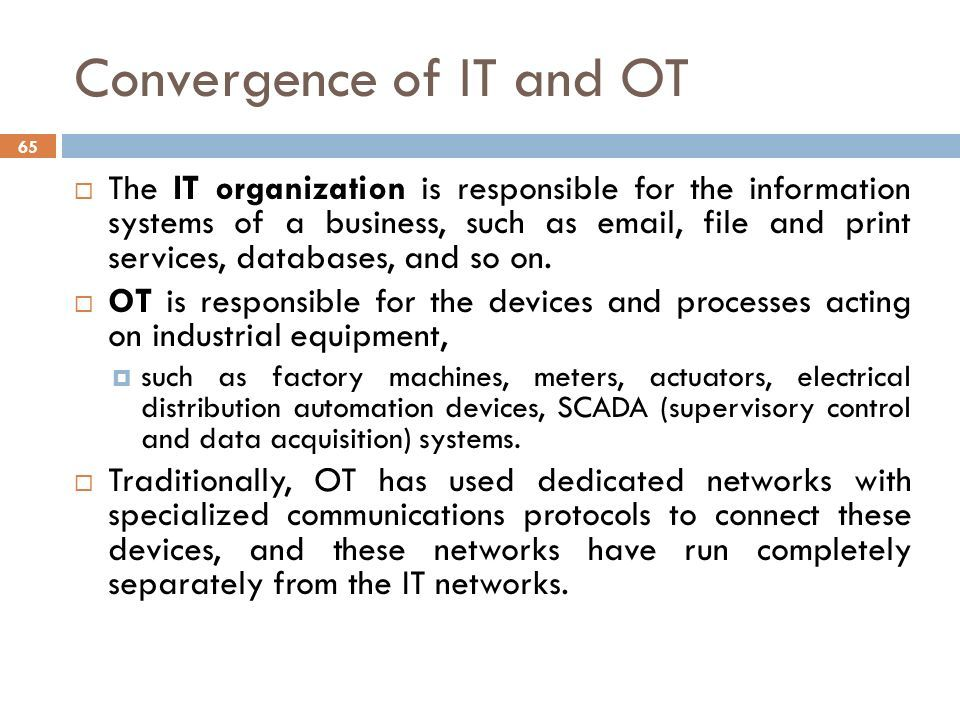 Convergence of IT and OT
65
The IT organization is responsible for the information
systems of a business, such as email, file and print
services, databases, and so on.
OT is responsible for the devices and processes acting
on industrial equipment,
such as factory machines, meters, actuators, electrical
distribution automation devices, SCADA (supervisory control
and data acquisition) systems.
Traditionally, OT has used dedicated networks with
specialized communications protocols to connect these
devices, and these networks have run completely
separately from the IT networks.